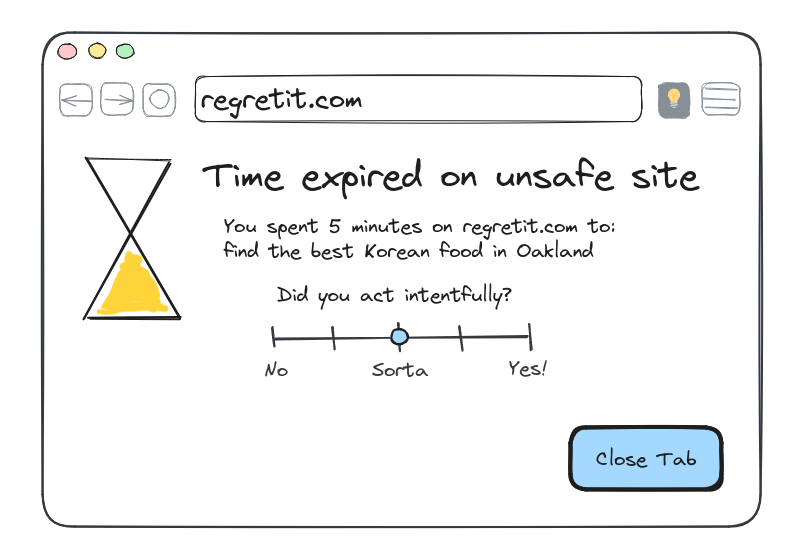 regretit.com
Time expired on unsafe site
You spent 5 minutes on regretit.com to:
find the best Korean food in Oakland
Did you act intentfully?
No Sorta Yes!
Close Tab